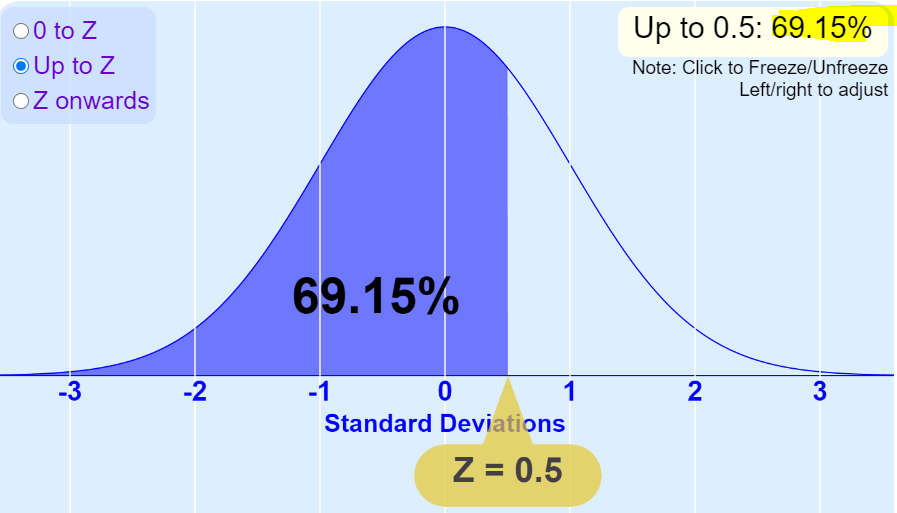 0 to Z
Up to Z
Z onwards
Up to 0.5: 69.15%
Note: Click to Freeze/Unfreeze
Left/right to adjust
69.15%
-3 -2 -1 0 1 2 3
Standard Deviations
Z = 0.5